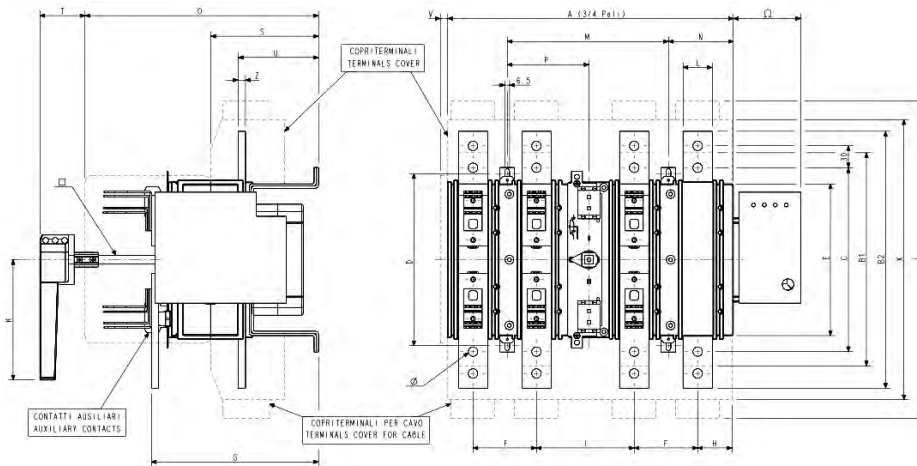 T
O
V
A (3/4 Poli)
Ω
S
M
N
U
COPRITERMINALI
TERMINALS COVER
P
L
Z
6.5
30
K
D
E
C
B1
B2
X
Ø
CONTATTI AUSILIARI
AUXILIARY CONTACTS
COPRITERMINALI PER CAVO
TERMINALS COVER FOR CABLE
G
F
I
F
H